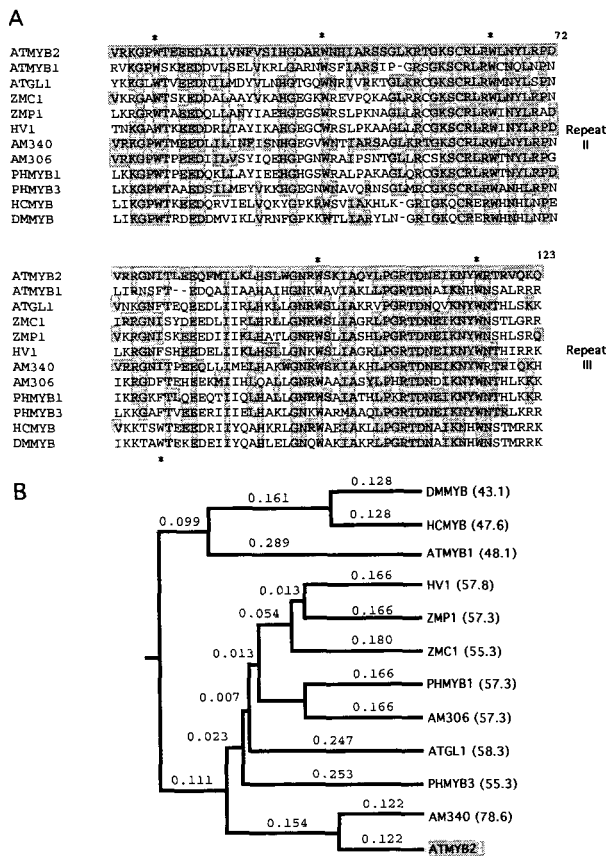 A
* * * 72
ATMYB2 VRKGPWTEEEDAILVNFVSIHGDARWNHIARSSGLKRTGKSCRLRWLNYLRPD
ATMYB1 RVKGPWSKEEDDVLSELVKRLGARNWSFIARSIP-GRSGKSCRLRWCNQLNPN
ATGL1 YKKGLWTVEEDNILMDYVLNHGTGQWNRIVRKTGLKRCGKSCRLRWMNYLSPN
ZMC1 VKRGAWTSKEDDALAAYVKAHGEGKWREVPQKAGLRRCGKSCRLRWLNYLRPN
ZMP1 LKRGRWTAEEDQLLANYIAEHGEGSWRSLPKNAGLLRCGKSCRLRWINYLRAD
HV1 TNKGAWTKEEDQRLVAYIRAHGEGCWRSLPKAAGLLRCGKSCRLRWINYLRPD
AM340 VRKGPWTMEEDLILINFISNHGEGVWNTIARSAGLKRTGKSCRLRWLNYLRPN
AM306 VRKGPWTPEEDIILVSYIQEHGPGNWRAIPSNTGLLRCSKSCRLRWTNYLRPG
PHMYB1 LKKGPWTPEEDQKLLAYIEEHGHGSWRALPAKAGLQRCGKSCRLRWTNYLRPD
PHMYB3 LKKGPWTAAEDSILMEYVKKHGEGNWNAVQRNSGLMRCGKSCRLRWANHLRPN
HCMYB LIKGPWTKEEDQRVIELVQKYGPKRWSVIAKHLK-GRIGKQCRERWHNHLNPE
DMMYB LIKGPWTRDEDDMVIKLVRNFGPKKWTLIARYLN-GRIGKQCRERWHNHLNPN
Repeat
II
* * 123
ATMYB2 VRRGNITLEEQFMILKLHSLWGNRWSKIAQYLPGRTDNEIKNYWRTRVQKQ
ATMYB1 LIRNSFT--EDQAIIAAHAIHGNKWAVIAKLLPGRTDNAIKNHWNSALRRR
ATGL1 VNKGNFTEQEEDLIIRLHKLLGNRWSLIAKRVPGRTDNQVKNYWNTHLSKK
ZMC1 IRRGNISYDEEDLIIRLHRLLGNRWSLIAGRLPGRTDNEIKNYWNSTLGRR
ZMP1 VKRGNISKEEEDIIIKLHATLGNRWSLIASHLPGRTDNEIKNYWNSHLSRQ
HV1 LKRGNFSHEEDELIIKLHSLLGNKWSLIAGRLPGRTDNEIKNYWNTHIRRK
AM340 VRRGNITPEEQLLIMELHAKWGNRWSKIAKHLPGRTDNEIKNYWRTRIQKH
AM306 IKRGDFTEHEEKMIIHLQALLGNRWAAIASYLPHRTDNDIKNYWNTHLKKK
PHMYB1 IKRGKFTLQEEQTIIQLHALLGNRWSAIATHLPKRTDNEIKNYWNTHLKKR
PHMYB3 LKKGAFTVEEERIIIELHAKLGNKWARMAAQLPGRTDNEIKNYWNTRLKRR
HCMYB VKKTSWTEEEDRIIYQAHKRLGNRWAEIAKLLPGRTDNAIKNHWNSTMRRK
DMMYB IKKTAWTEKEDEIIYQAHLELGNQWAKIAKRLPGRTDNAIKNHWNSTMRRK
Repeat
III
*
B
0.128 DMMYB (43.1)
0.161
0.128 HCMYB (47.6)
0.099
0.289 ATMYB1 (48.1)
0.166 HV1 (57.8)
0.013
0.166 ZMP1 (57.3)
0.054
0.180 ZMC1 (55.3)
0.013
0.166 PHMYB1 (57.3)
0.007
0.166 AM306 (57.3)
0.023
0.247 ATGL1 (58.3)
0.111
0.253 PHMYB3 (55.3)
0.122 AM340 (78.6)
0.154
0.122 ATMYB2